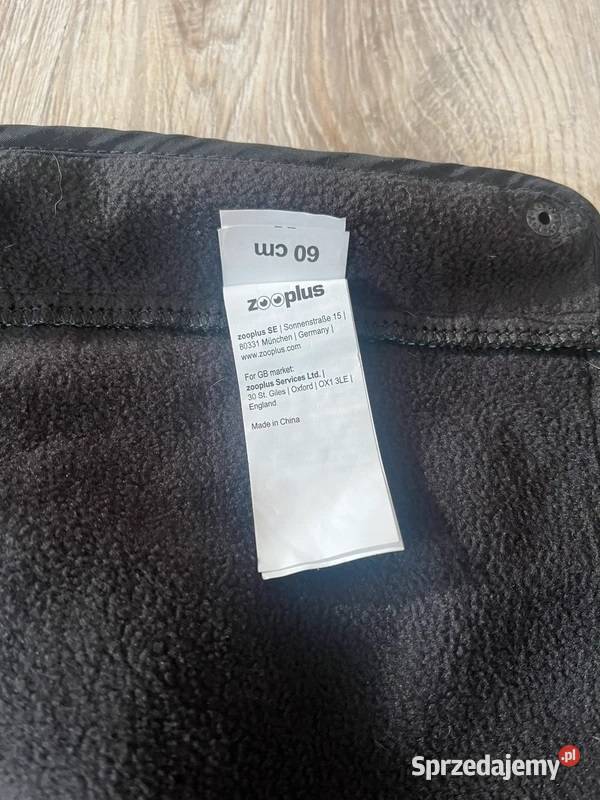 60 cm
zooplus
zooplus SE | Sonnenstraße 15 |
80331 München | Germany |
www.zooplus.com
For GB market:
zooplus Services Ltd. |
30 St. Giles | Oxford | OX1 3LE |
England
Made in China
Sprzedajemy.pl